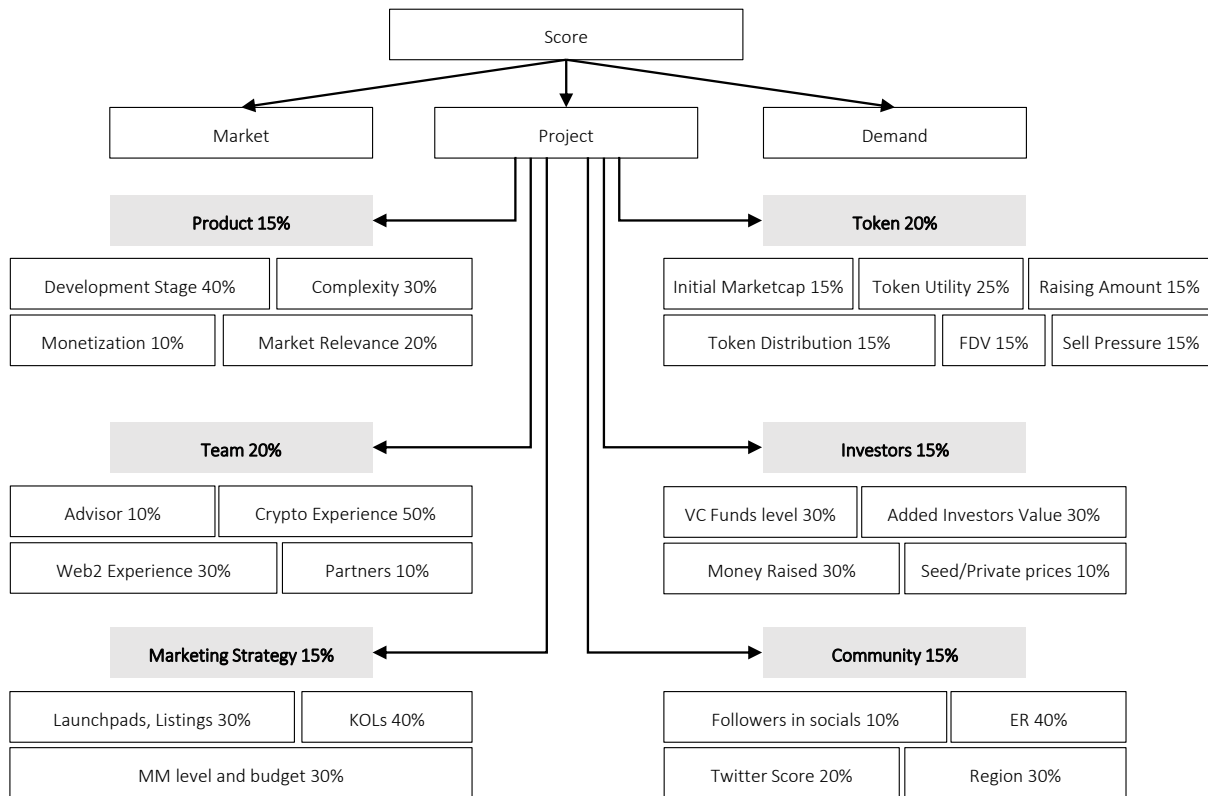 Score
Market
Project
Demand
Product 15%
Token 20%
Development Stage 40%
Complexity 30%
Initial Marketcap 15%
Token Utility 25%
Raising Amount 15%
Monetization 10%
Market Relevance 20%
Token Distribution 15%
FDV 15%
Sell Pressure 15%
Team 20%
Investors 15%
Advisor 10%
Crypto Experience 50%
VC Funds level 30%
Added Investors Value 30%
Web2 Experience 30%
Partners 10%
Money Raised 30%
Seed/Private prices 10%
Marketing Strategy 15%
Community 15%
Launchpads, Listings 30%
KOLs 40%
Followers in socials 10%
ER 40%
MM level and budget 30%
Twitter Score 20%
Region 30%